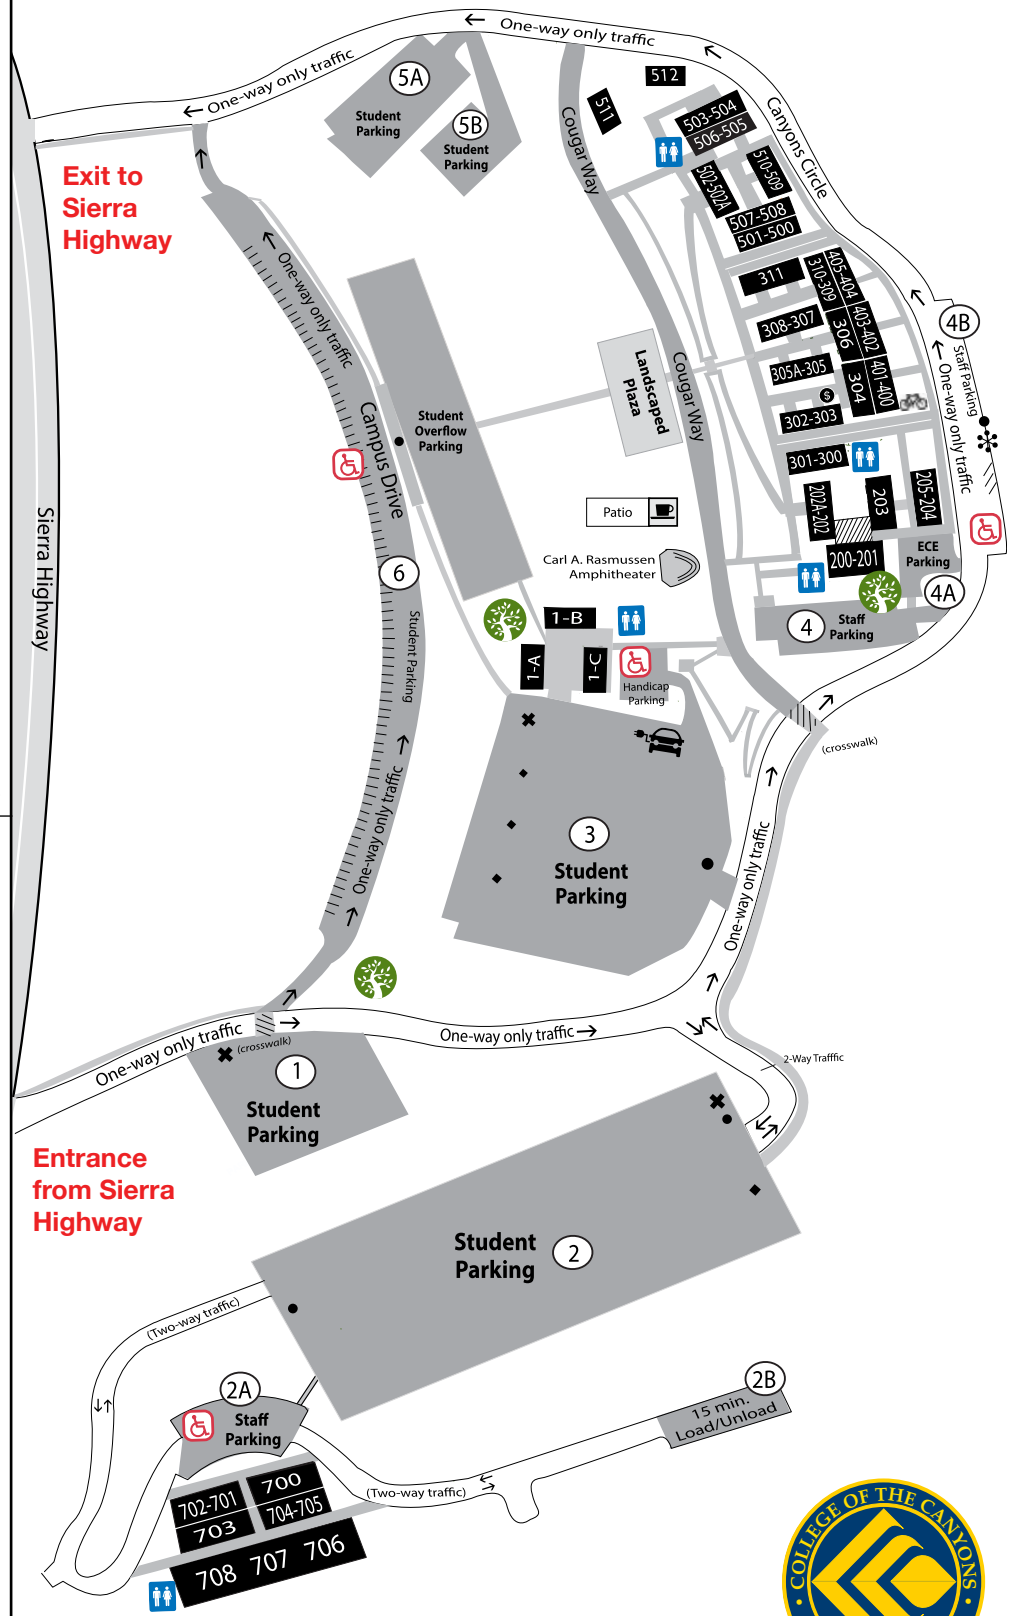 One-way only traffic
One-way only traffic
5A
Student
Parking
5B
Student
Parking
512
511
503-504
506-505
Canyons Circle
Cougar Way
502-502A
510-509
507-508
501-500
Exit to
Sierra
Highway
One-way only traffic
311
310-309
405-404
308-307
306
403-402
4B
Staff Parking
One-way only traffic
305A-305
304
401-400
$
302-303
301-300
Landscaped
Plaza
Cougar Way
Student
Overflow
Parking
Campus Drive
202A-202
203
205-204
200-201
ECE
Parking
4A
4
Staff
Parking
Patio
Carl A. Rasmussen
Amphitheater
Sierra Highway
6
Student Parking
1-B
1-A
1-C
Handicap
Parking
(crosswalk)
One-way only traffic
3
Student
Parking
One-way only traffic
One-way only traffic
(crosswalk)
One-way only traffic
1
Student
Parking
2-Way Trafffic
Entrance
from Sierra
Highway
Student
Parking
2
(Two-way traffic)
2A
Staff
Parking
2B
15 min.
Load/Unload
(Two-way traffic)
702-701
700
703
704-705
708 707 706
• COLLEGE OF THE CANYONS •